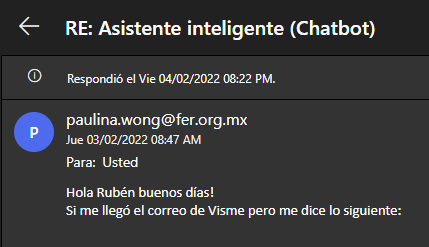 RE: Asistente inteligente (Chatbot)
Respondió el Vie 04/02/2022 08:22 PM.
P
paulina.wong@fer.org.mx
Jue 03/02/2022 08:47 AM
Para: Usted
Hola Rubén buenos días!
Si me llegó el correo de Visme pero me dice lo siguiente: